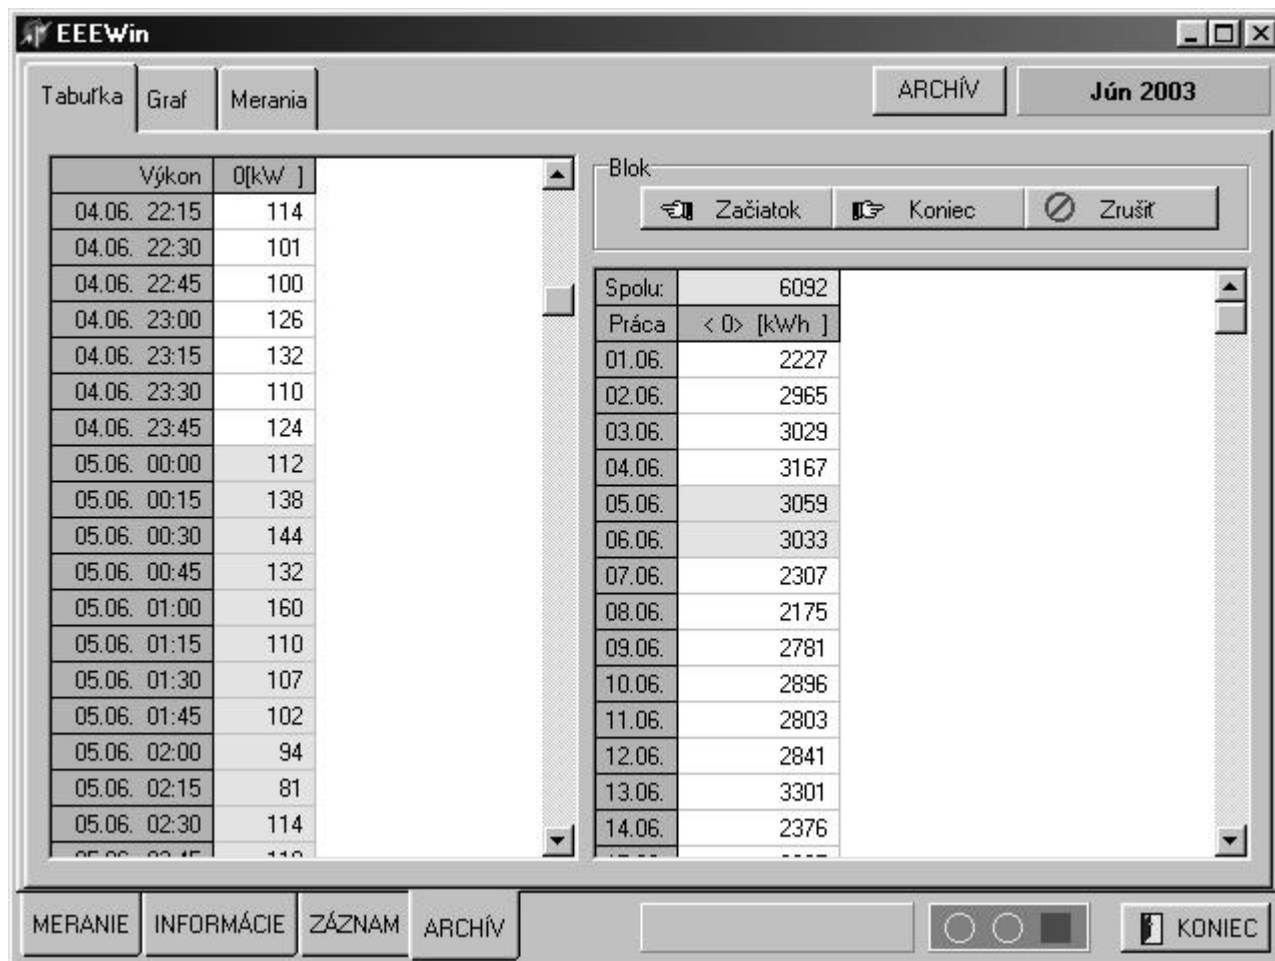 EEEWin
Tabuľka Graf Merania ARCHÍV Jún 2003
Výkon 0[kW ]
04.06. 22:15 114
04.06. 22:30 101
04.06. 22:45 100
04.06. 23:00 126
04.06. 23:15 132
04.06. 23:30 110
04.06. 23:45 124
05.06. 00:00 112
05.06. 00:15 138
05.06. 00:30 144
05.06. 00:45 132
05.06. 01:00 160
05.06. 01:15 110
05.06. 01:30 107
05.06. 01:45 102
05.06. 02:00 94
05.06. 02:15 81
05.06. 02:30 114
Blok
Začiatok Koniec Zrušiť
Spolu: 6092
Práca < 0> [kWh ]
01.06. 2227
02.06. 2965
03.06. 3029
04.06. 3167
05.06. 3059
06.06. 3033
07.06. 2307
08.06. 2175
09.06. 2781
10.06. 2896
11.06. 2803
12.06. 2841
13.06. 3301
14.06. 2376
MERANIE INFORMÁCIE ZÁZNAM ARCHÍV KONIEC